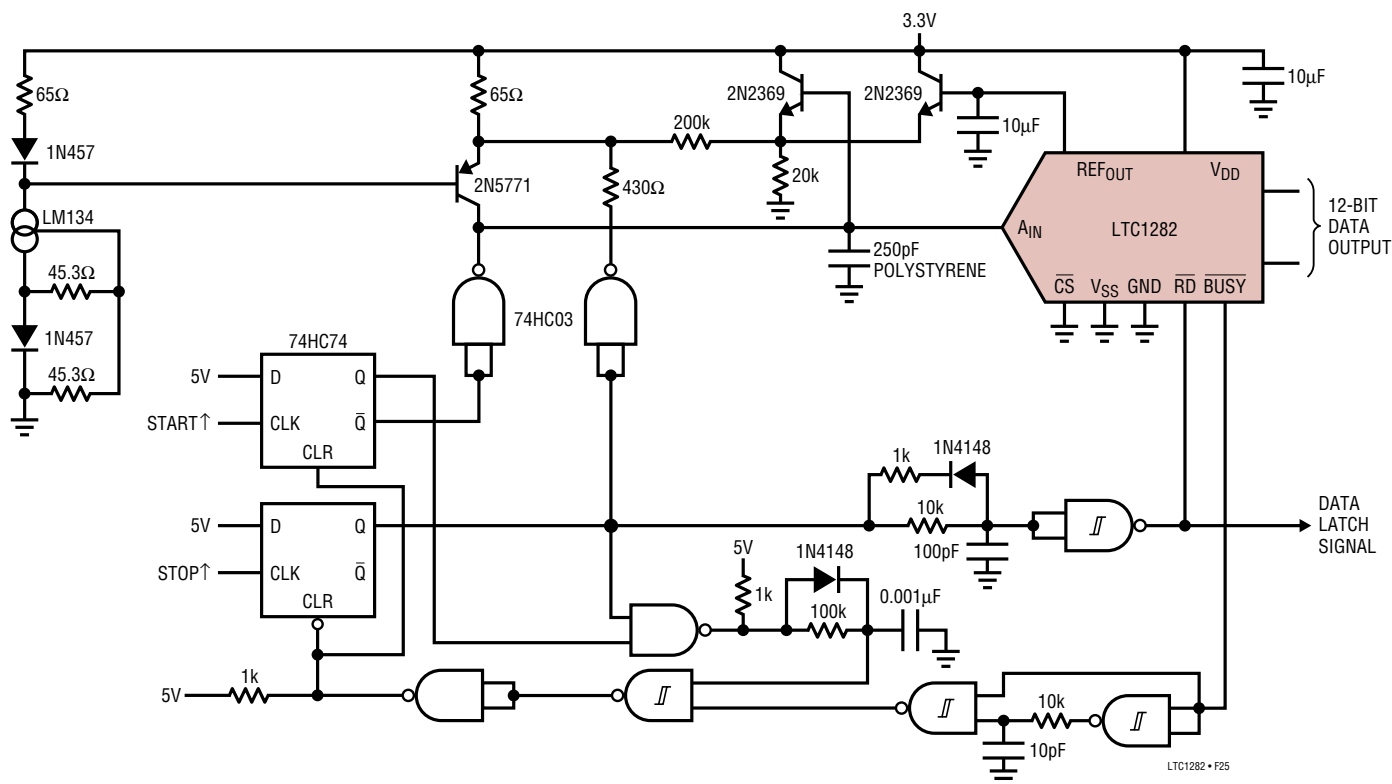 3.3V
65Ω
65Ω
2N2369
2N2369
10µF
200k
10µF
1N457
2N5771
430Ω
20k
REFOUT
VDD
LM134
AIN
LTC1282
12-BIT
DATA
OUTPUT
250pF
POLYSTYRENE
45.3Ω
CS
VSS
GND
RD
BUSY
74HC03
1N457
74HC74
45.3Ω
5V
D
Q
START↑
CLK
Q̅
CLR
1k
1N4148
5V
D
Q
10k
DATA
LATCH
SIGNAL
100pF
STOP↑
CLK
Q̅
CLR
5V
1k
1N4148
100k
0.001µF
5V
1k
10k
10pF
LTC1282 • F25